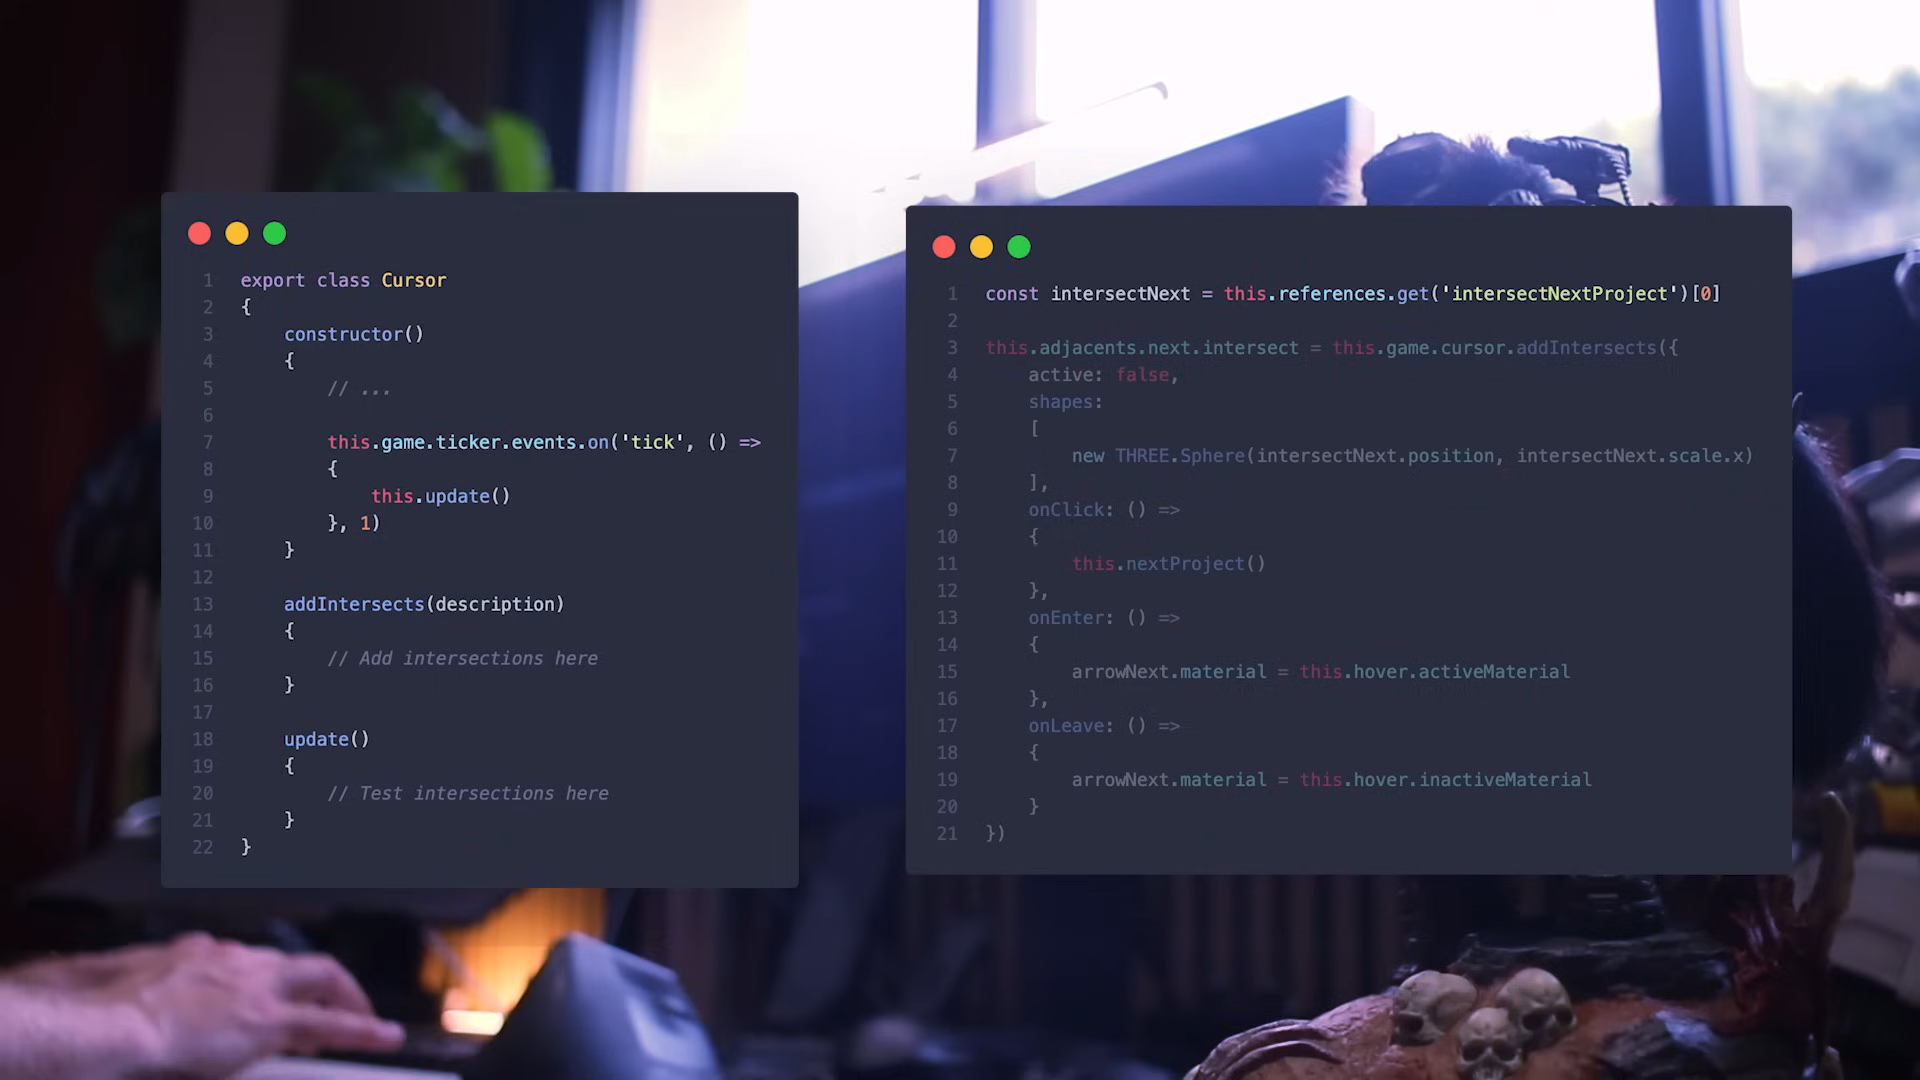 1 export class Cursor
2 {
3 constructor()
4 {
5 // ...
6
7 this.game.ticker.events.on('tick', () =>
8 {
9 this.update()
10 }, 1)
11 }
12
13 addIntersects(description)
14 {
15 // Add intersections here
16 }
17
18 update()
19 {
20 // Test intersections here
21 }
22 }
1 const intersectNext = this.references.get('intersectNextProject')[0]
2
3 this.adjacents.next.intersect = this.game.cursor.addIntersects({
4 active: false,
5 shapes:
6 [
7 new THREE.Sphere(intersectNext.position, intersectNext.scale.x)
8 ],
9 onClick: () =>
10 {
11 this.nextProject()
12 },
13 onEnter: () =>
14 {
15 arrowNext.material = this.hover.activeMaterial
16 },
17 onLeave: () =>
18 {
19 arrowNext.material = this.hover.inactiveMaterial
20 }
21 })